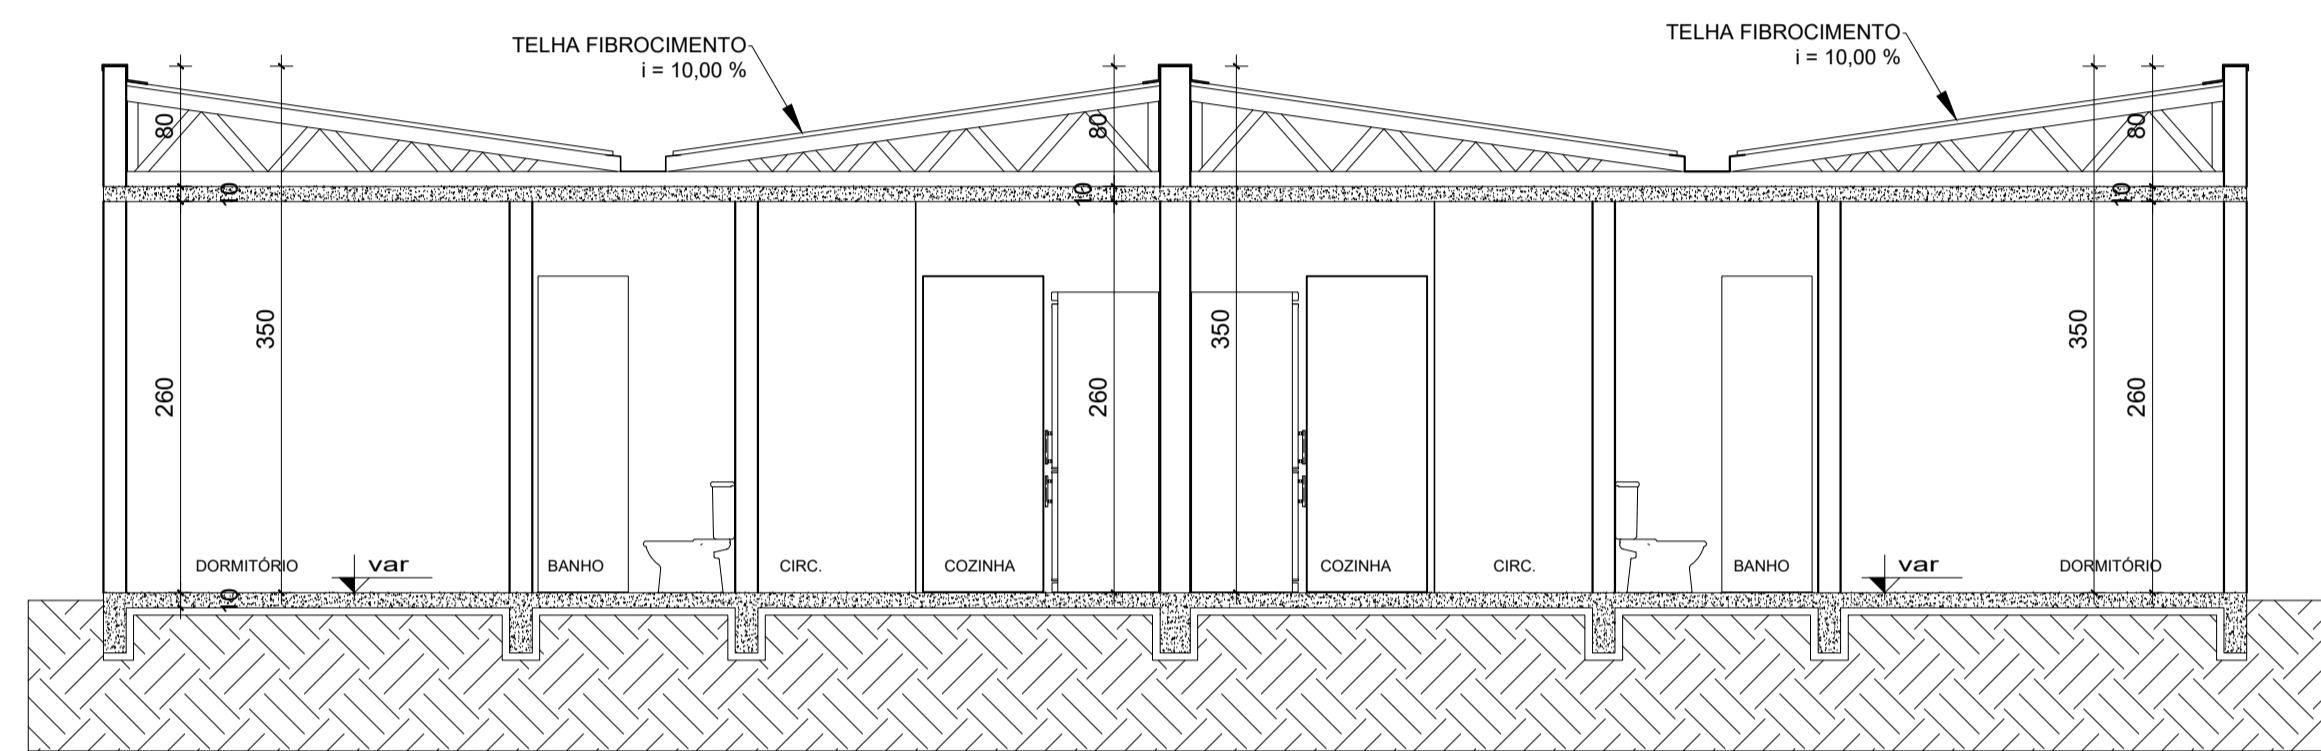 TELHA FIBROCIMENTO
i = 10,00 %
TELHA FIBROCIMENTO
i = 10,00 %
80
80
80
10
10
10
350
350
350
260
260
260
DORMITÓRIO
var
BANHO
CIRC.
COZINHA
COZINHA
CIRC.
BANHO
var
DORMITÓRIO
10